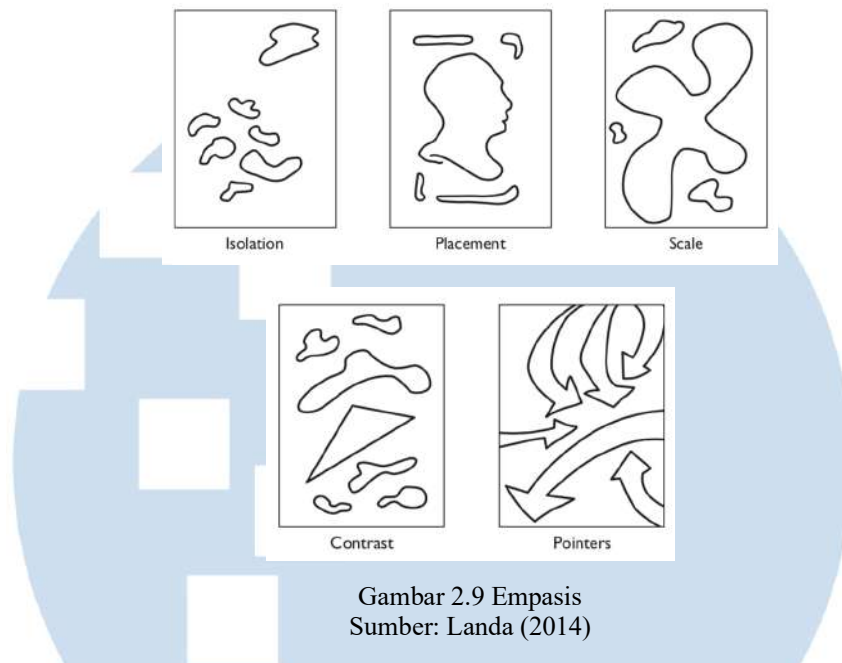 Isolation
Placement
Scale
Contrast
Pointers
Gambar 2.9 Empasis
Sumber: Landa (2014)